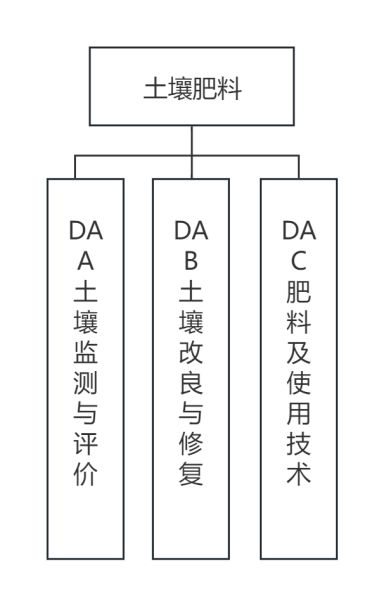 土壤肥料
DA
A
土
壤
监
测
与
评
价
DA
B
土
壤
改
良
与
修
复
DA
C
肥
料
及
使
用
技
术